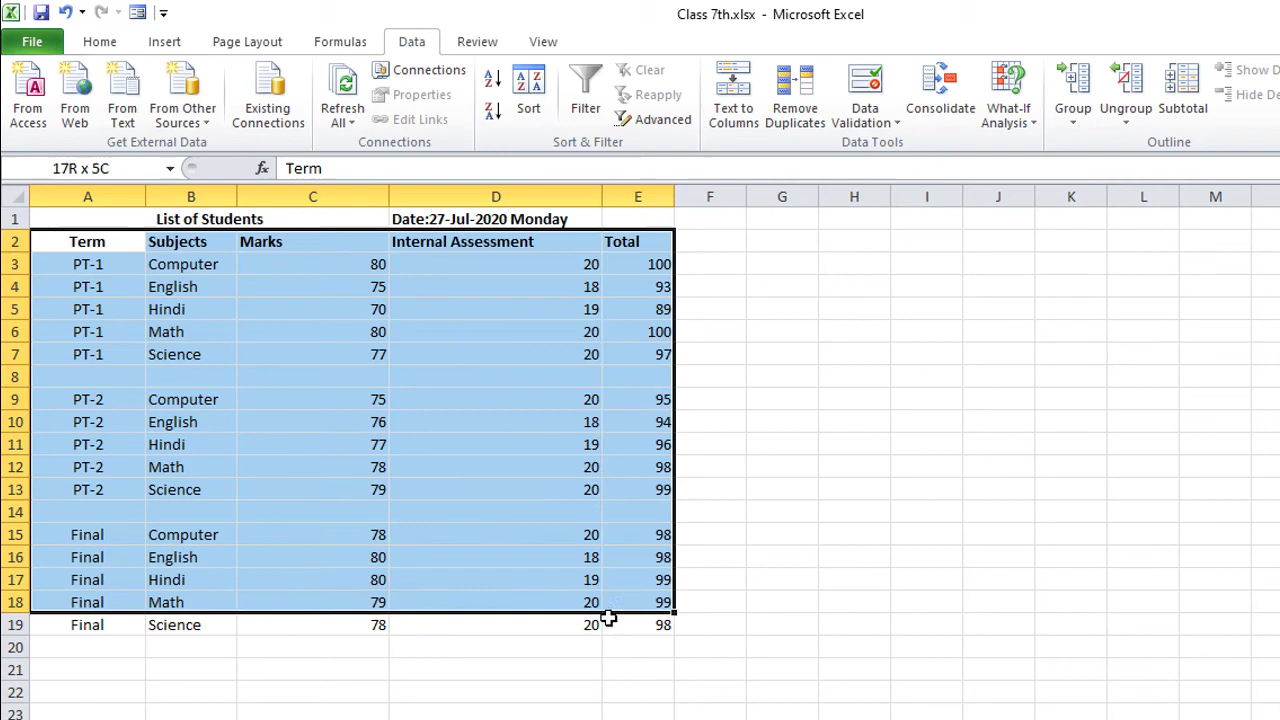 Class 7th.xlsx - Microsoft Excel
File Home Insert Page Layout Formulas Data Review View
From Access
From Web
From Text
From Other Sources
Existing Connections
Get External Data
Refresh All
Connections
Properties
Edit Links
Connections
Sort
Filter
Clear
Reapply
Advanced
Sort & Filter
Text to Columns
Remove Duplicates
Data Validation
Consolidate
What-If Analysis
Data Tools
Group
Ungroup
Subtotal
Show D
Hide De
Outline
17R x 5C fx Term
A B C D E F G H I J K L M
1 List of Students Date:27-Jul-2020 Monday
2 Term Subjects Marks Internal Assessment Total
3 PT-1 Computer 80 20 100
4 PT-1 English 75 18 93
5 PT-1 Hindi 70 19 89
6 PT-1 Math 80 20 100
7 PT-1 Science 77 20 97
8
9 PT-2 Computer 75 20 95
10 PT-2 English 76 18 94
11 PT-2 Hindi 77 19 96
12 PT-2 Math 78 20 98
13 PT-2 Science 79 20 99
14
15 Final Computer 78 20 98
16 Final English 80 18 98
17 Final Hindi 80 19 99
18 Final Math 79 20 99
19 Final Science 78 20 98
20
21
22
23